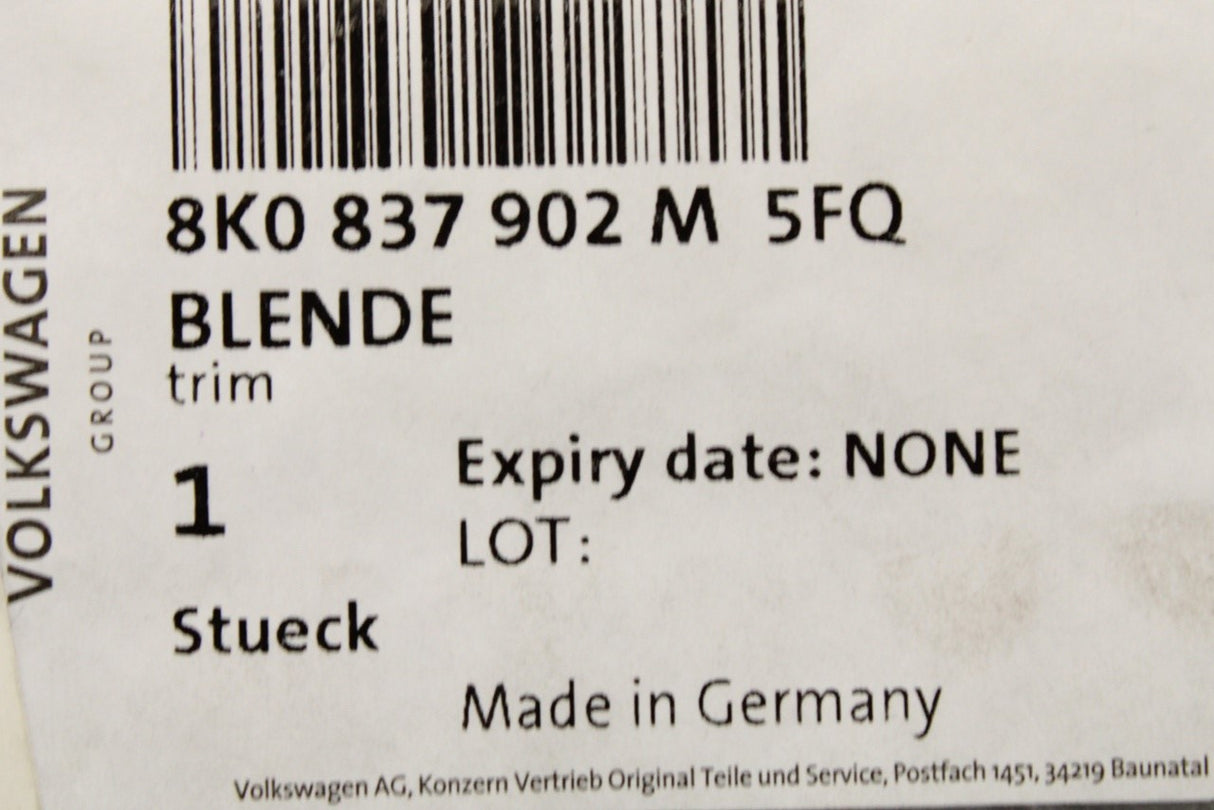 VOLKSWAGEN
GROUP
8K0 837 902 M 5FQ
BLENDE
trim
1
Stueck
Expiry date: NONE
LOT:
Made in Germany
Volkswagen AG, Konzern Vertrieb Original Teile und Service, Postfach 1451, 34219 Baunatal